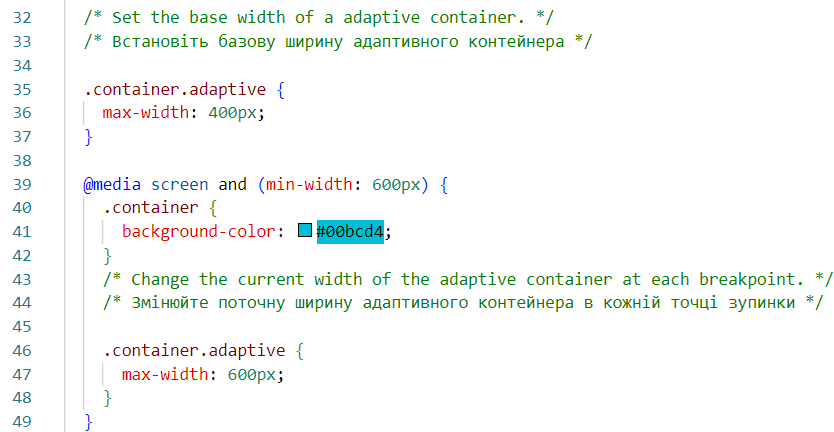 32 /* Set the base width of a adaptive container. */
33 /* Встановіть базову ширину адаптивного контейнера */
34
35 .container.adaptive {
36 max-width: 400px;
37 }
38
39 @media screen and (min-width: 600px) {
40 .container {
41 background-color: #00bcd4;
42 }
43 /* Change the current width of the adaptive container at each breakpoint. */
44 /* Змінюйте поточну ширину адаптивного контейнера в кожній точці зупинки */
45
46 .container.adaptive {
47 max-width: 600px;
48 }
49 }